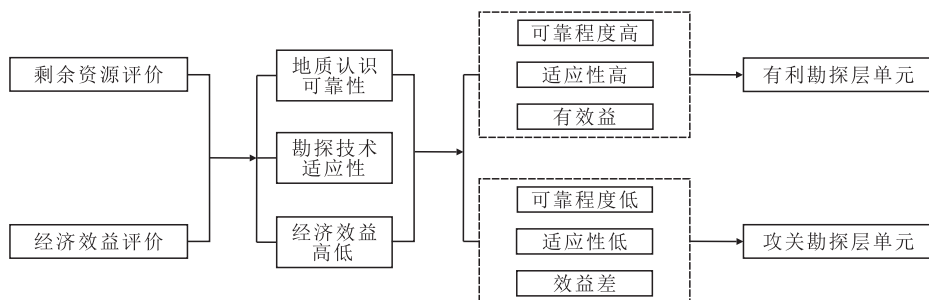 剩余资源评价
经济效益评价
地质认识
可靠性
勘探技术
适应性
经济效益
高低
可靠程度高
适应性高
有效益
可靠程度低
适应性低
效益差
有利勘探层单元
攻关勘探层单元